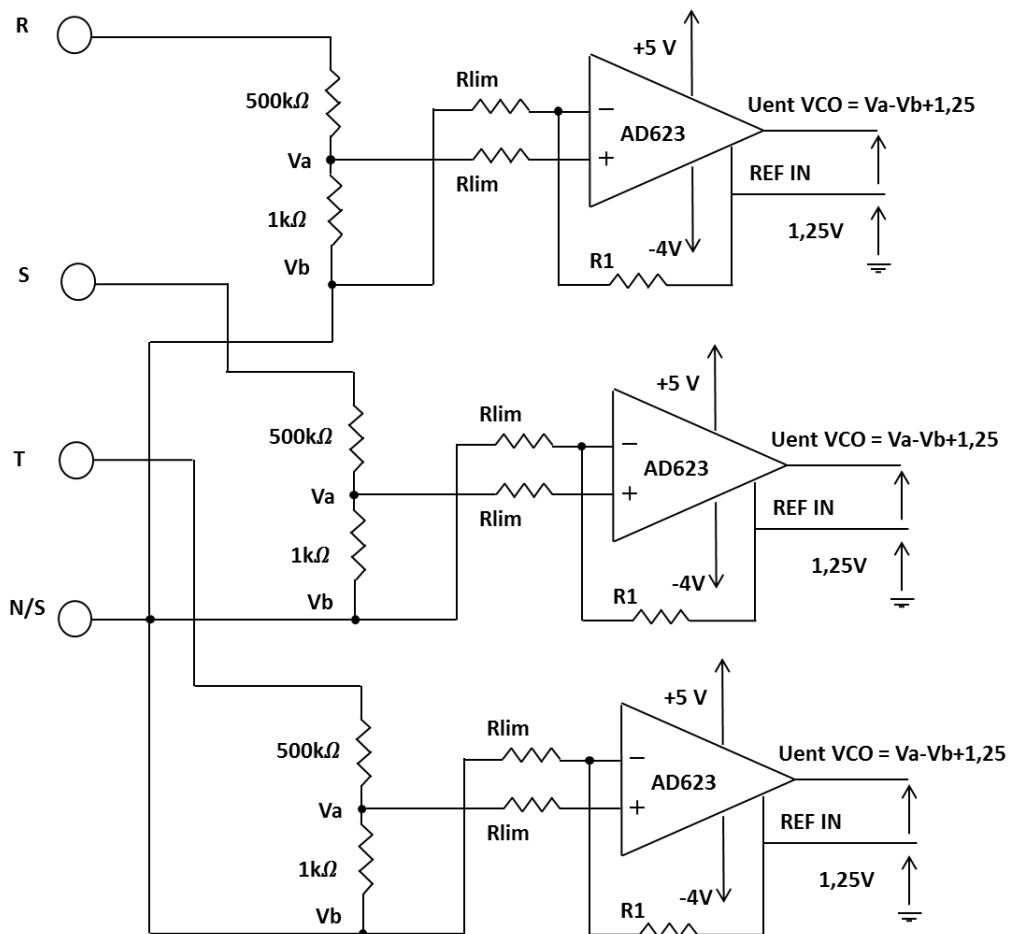 R
+5 V
500kΩ
Rlim
Uent VCO = Va-Vb+1,25
−
AD623
Va
+
Rlim
REF IN
1kΩ
-4V
1,25V
Vb
R1
S
+5 V
500kΩ
Rlim
Uent VCO = Va-Vb+1,25
−
AD623
T
Va
+
Rlim
REF IN
1kΩ
-4V
1,25V
Vb
R1
N/S
+5 V
500kΩ
Rlim
Uent VCO = Va-Vb+1,25
−
AD623
Va
+
Rlim
REF IN
1kΩ
-4V
1,25V
Vb
R1